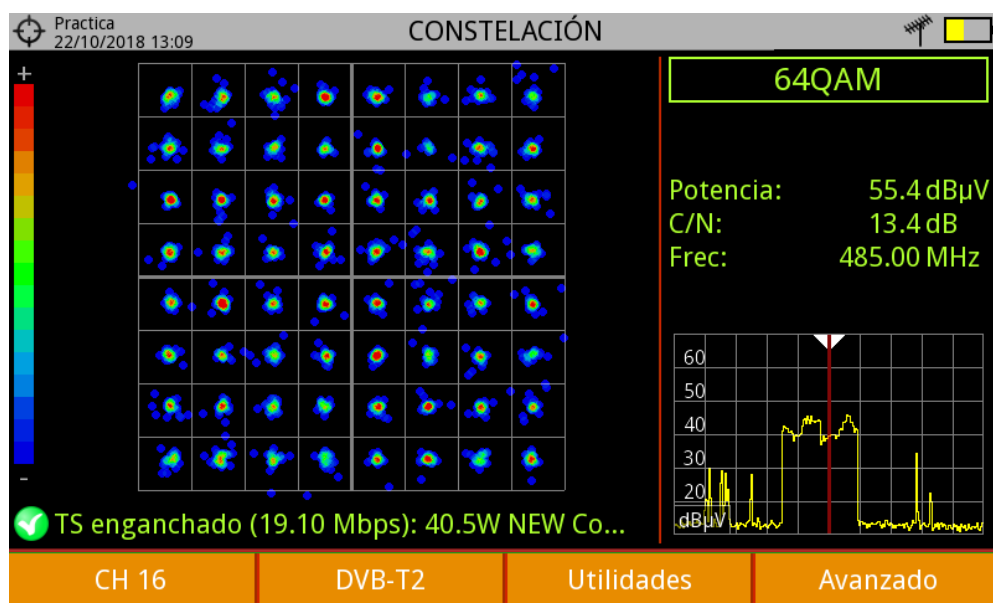 Practica
22/10/2018 13:09
CONSTELACIÓN
+
-
64QAM
Potencia: 55.4 dBµV
C/N: 13.4 dB
Frec: 485.00 MHz
60
50
40
30
20
dBµV
TS enganchado (19.10 Mbps): 40.5W NEW Co...
CH 16
DVB-T2
Utilidades
Avanzado